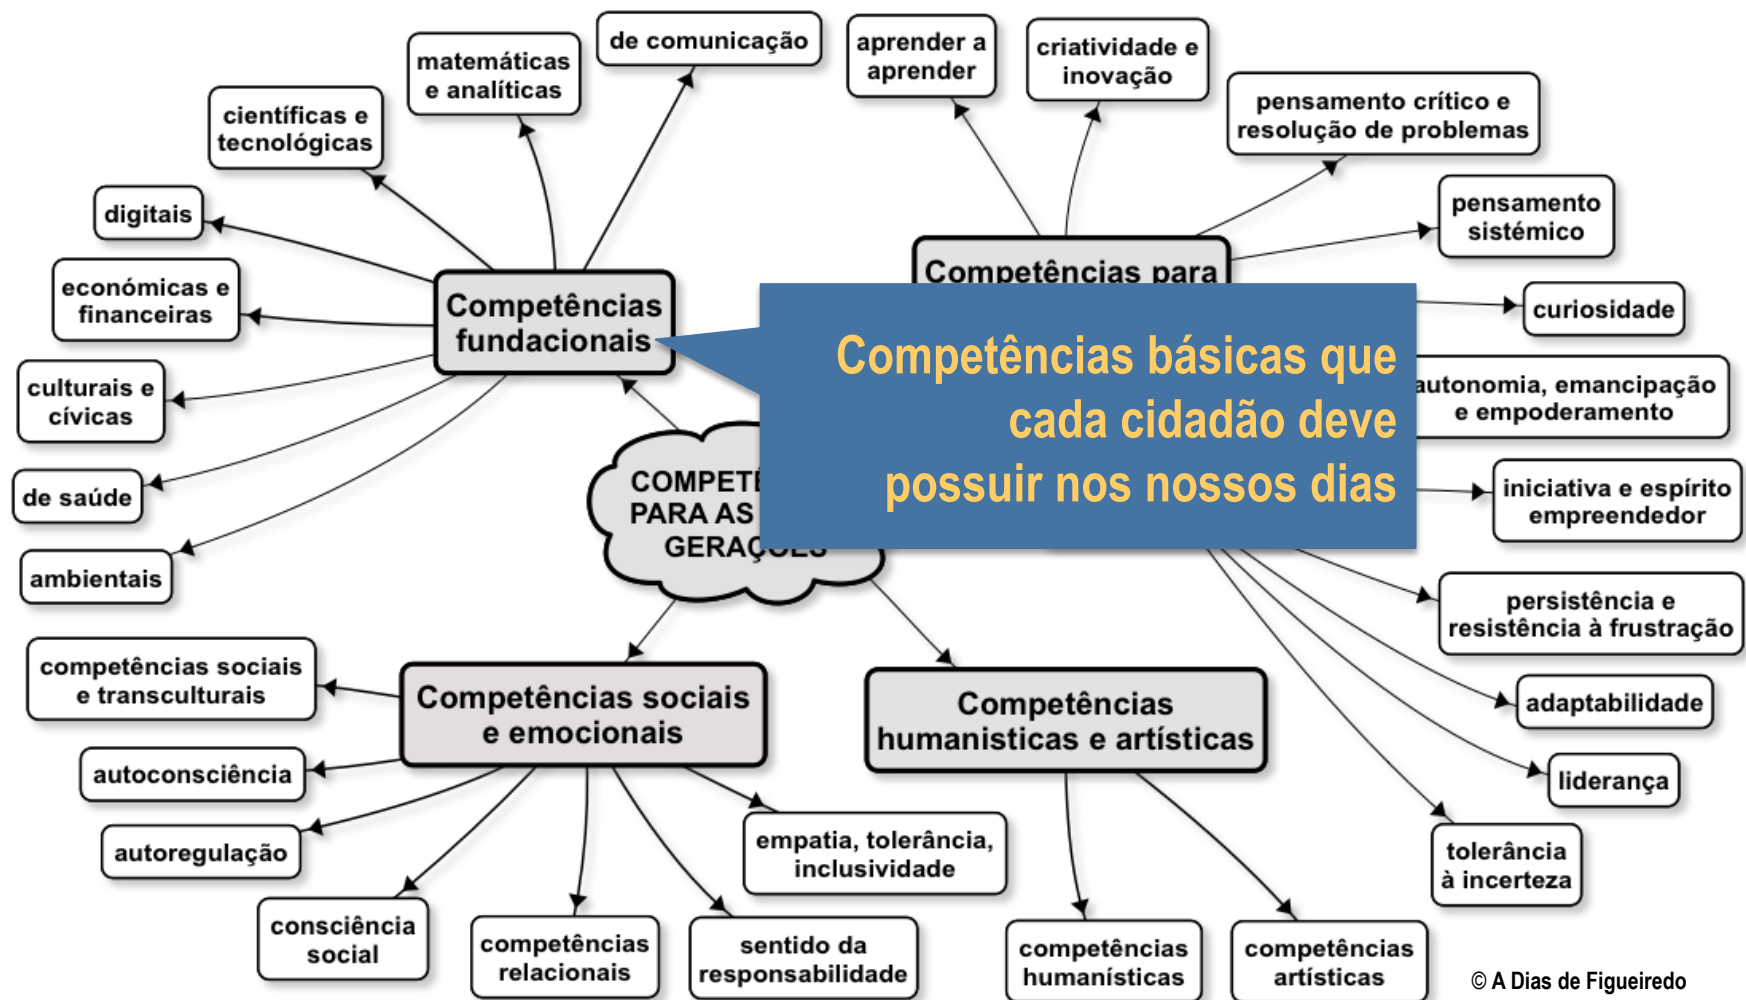 de comunicação
matemáticas
e analíticas
científicas e
tecnológicas
digitais
económicas e
financeiras
culturais e
cívicas
de saúde
ambientais
Competências
fundacionais
aprender a
aprender
criatividade e
inovação
pensamento crítico e
resolução de problemas
pensamento
sistémico
curiosidade
autonomia, emancipação
e empoderamento
iniciativa e espírito
empreendedor
persistência e
resistência à frustração
adaptabilidade
liderança
tolerância
à incerteza
Competências para
Competências básicas que
cada cidadão deve
possuir nos nossos dias
PARA AS
GERAÇÕES
Competências sociais
e emocionais
competências sociais
e transculturais
autoconsciência
autoregulação
consciência
social
competências
relacionais
sentido da
responsabilidade
empatia, tolerância,
inclusividade
Competências
humanisticas e artísticas
competências
humanísticas
competências
artísticas
© A Dias de Figueiredo